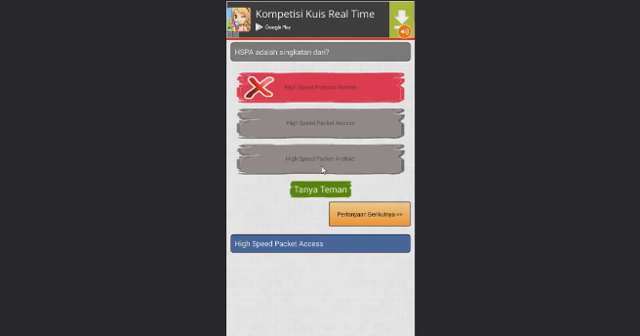 Kompetisi Kuis Real Time
Google Play
HSPA adalah singkatan dari?
High Speed Protocol Access
High Speed Packet Access
High Speed Packet Android
Tanya Teman
Pertanyaan Berikutnya >>
High Speed Packet Access